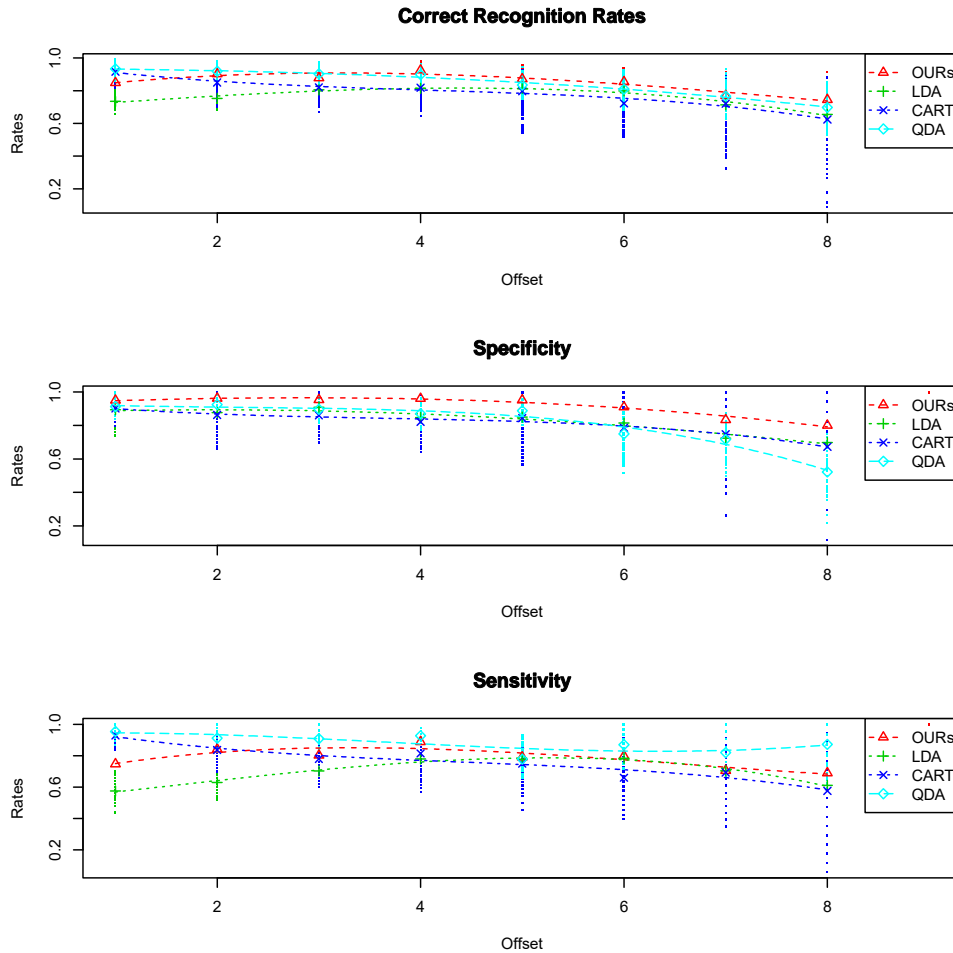 Correct Recognition Rates
Rates
1.0
0.6
0.2
2
4
6
8
Offset
OURs
LDA
CART
QDA
Specificity
Rates
1.0
0.6
0.2
2
4
6
8
Offset
OURs
LDA
CART
QDA
Sensitivity
Rates
1.0
0.6
0.2
2
4
6
8
Offset
OURs
LDA
CART
QDA